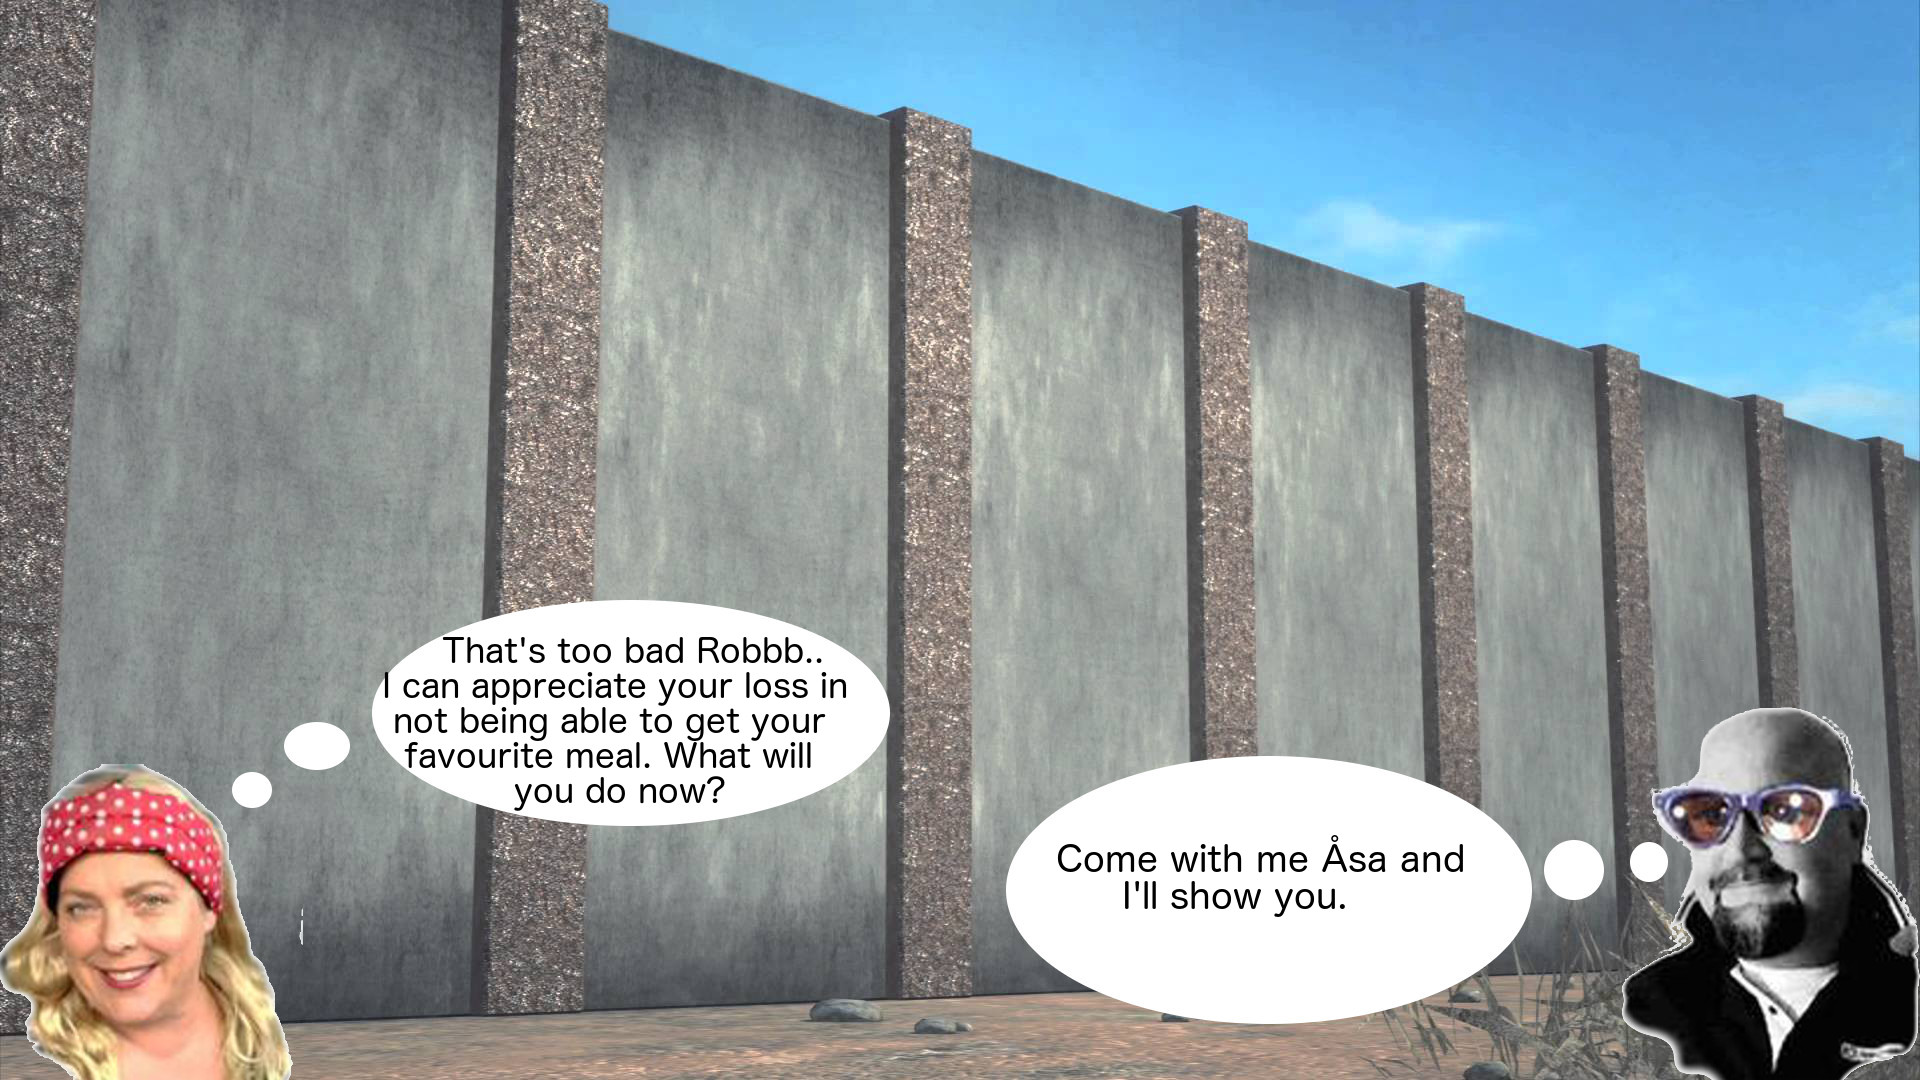 That's too bad Robbb..
I can appreciate your loss in
not being able to get your
favourite meal. What will
you do now?
Come with me Åsa and
I'll show you.